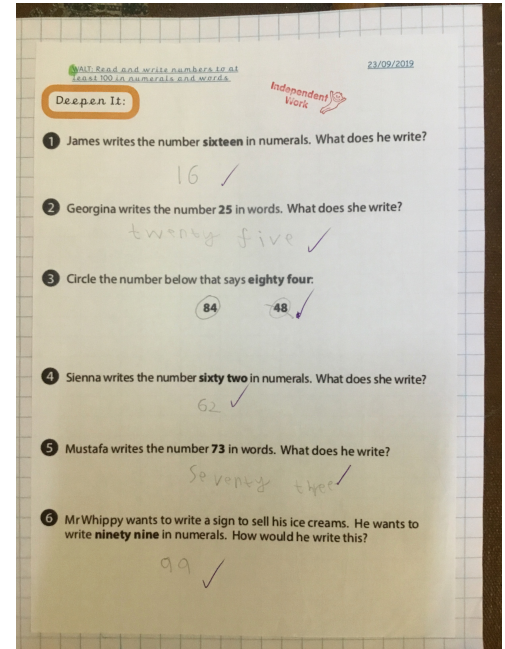 WALT: Read and write numbers to at
least 100 in numerals and words
23/09/2019
Deepen It:
Independent
Work
1 James writes the number sixteen in numerals. What does he write?
16
2 Georgina writes the number 25 in words. What does she write?
twenty five
3 Circle the number below that says eighty four.
84 48
4 Sienna writes the number sixty two in numerals. What does she write?
62
5 Mustafa writes the number 73 in words. What does he write?
Seventy thee
6 Mr Whippy wants to write a sign to sell his ice creams. He wants to
write ninety nine in numerals. How would he write this?
99